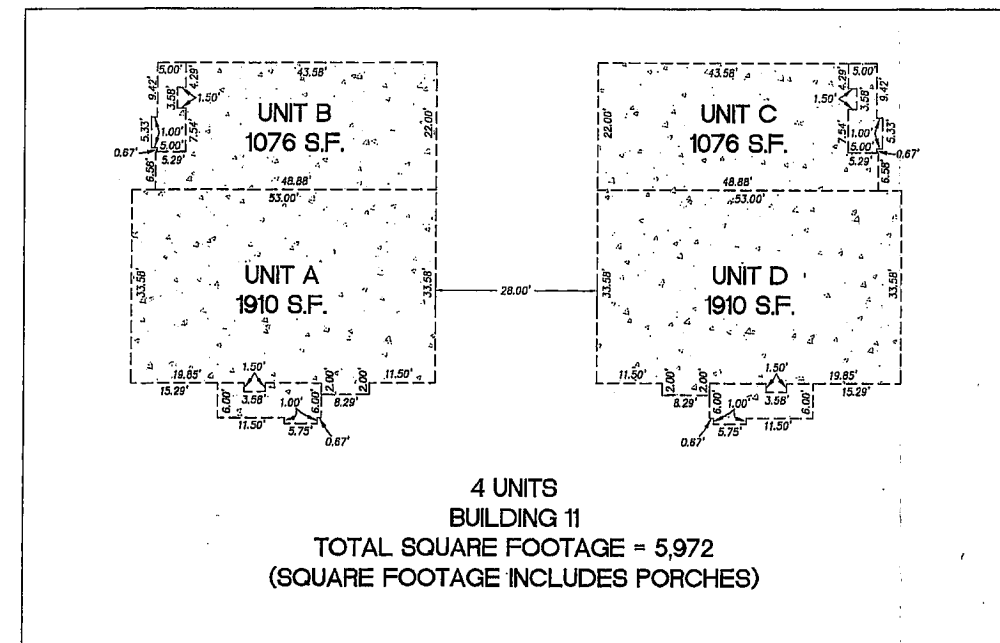 5.00' 43.58' 43.58' 5.00'
9.42' 4.29' 4.29' 9.42'
3.58' 1.50' 1.50' 3.58'
UNIT B UNIT C
1076 S.F. 1076 S.F.
22.00' 22.00'
5.33' 1.00' 7.54' 7.54' 1.00' 5.33'
0.67' 5.00' 5.00' 0.67'
5.29' 5.29'
6.58' 6.58'
48.88' 48.88'
53.00' 53.00'
UNIT A UNIT D
33.58' 33.58' 28.00' 33.58' 33.58'
1910 S.F. 1910 S.F.
19.85' 1.50' 2.00' 2.00' 11.50' 11.50' 2.00' 2.00' 1.50' 19.85'
15.29' 3.58' 8.29' 8.29' 3.58' 15.29'
6.00' 1.00' 6.00' 6.00' 1.00' 6.00'
11.50' 11.50'
5.75' 0.67' 0.67' 5.75'
4 UNITS
BUILDING 11
TOTAL SQUARE FOOTAGE = 5,972
(SQUARE FOOTAGE INCLUDES PORCHES)